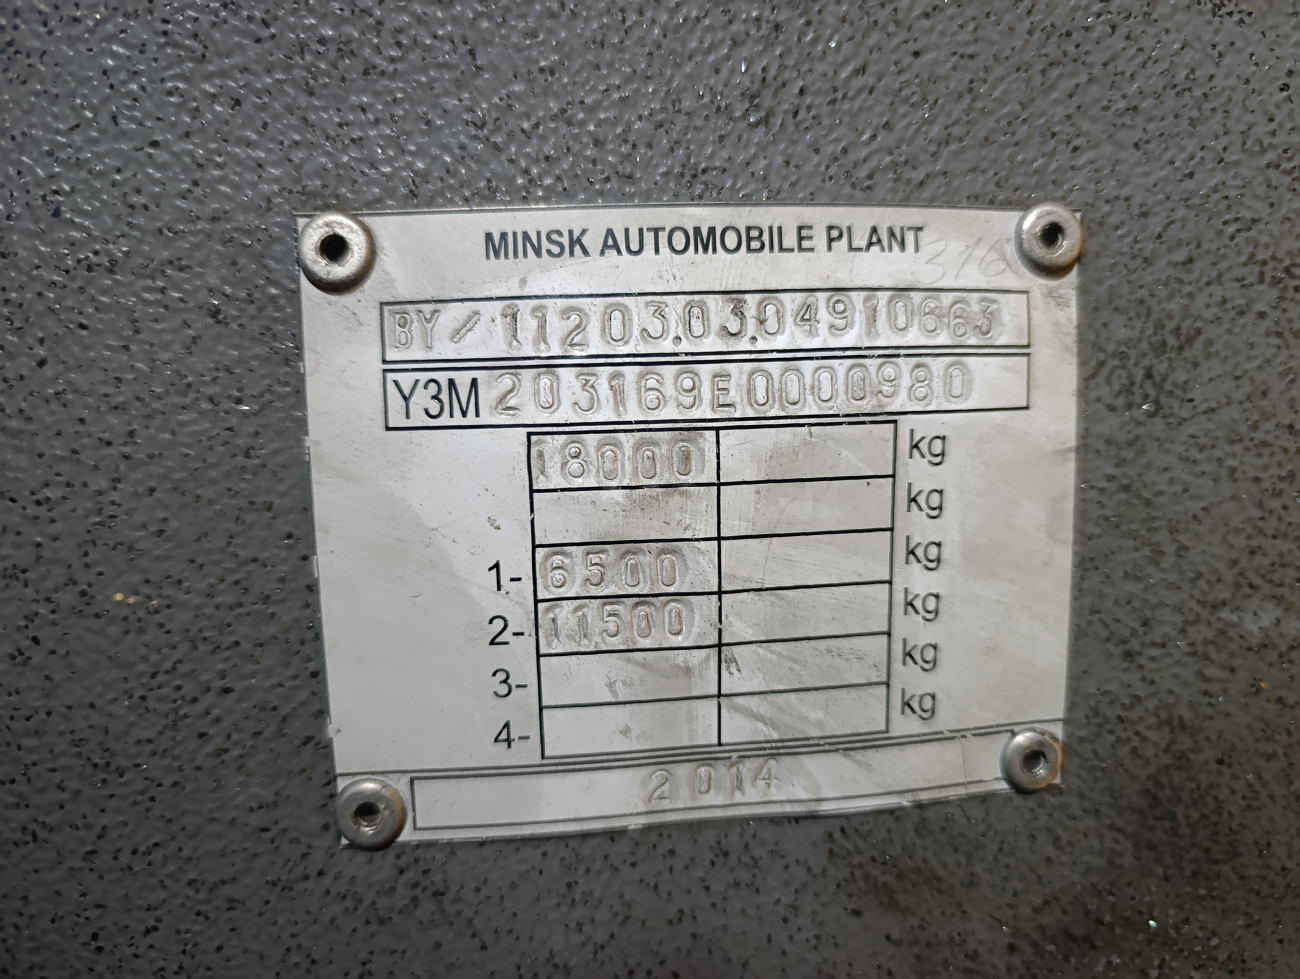 MINSK AUTOMOBILE PLANT
316
BY/11203.03.04910663
Y3M203169E0000980
18000 kg
kg
1- 6500 kg
2- 11500 kg
3- kg
4- kg
2014